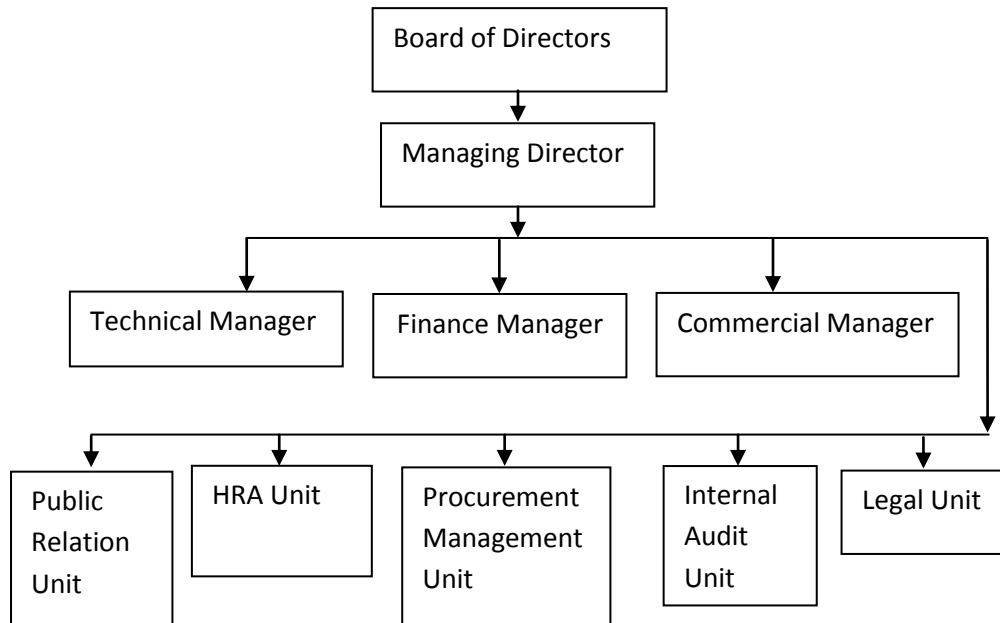 Board of Directors
Managing Director
Technical Manager
Finance Manager
Commercial Manager
Public
Relation
Unit
HRA Unit
Procurement
Management
Unit
Internal
Audit
Unit
Legal Unit